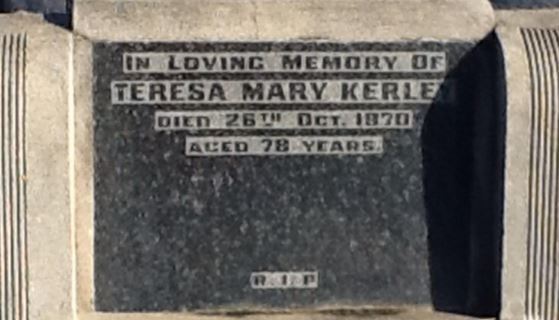 In Loving Memory Of
TERESA MARY
Died 26TH Oct. 1970
Aged 78 Years.
R.I.P